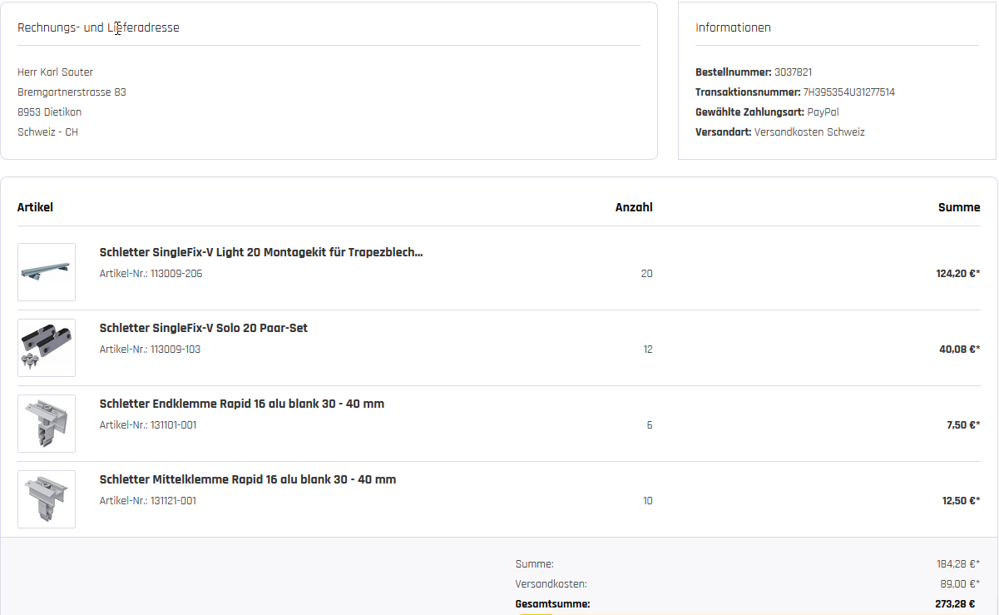 Rechnungs- und Lieferadresse
Herr Karl Sauter
Bremgartnerstrasse 83
8953 Dietikon
Schweiz - CH
Informationen
Bestellnummer: 3037821
Transaktionsnummer: 7H395354U31277514
Gewählte Zahlungsart: PayPal
Versandart: Versandkosten Schweiz
Artikel Anzahl Summe
Schletter SingleFix-V Light 20 Montagekit für Trapezblech...
Artikel-Nr.: 113009-206 20 124,20 €*
Schletter SingleFix-V Solo 20 Paar-Set
Artikel-Nr.: 113009-103 12 40,08 €*
Schletter Endklemme Rapid 16 alu blank 30 - 40 mm
Artikel-Nr.: 131101-001 6 7,50 €*
Schletter Mittelklemme Rapid 16 alu blank 30 - 40 mm
Artikel-Nr.: 131121-001 10 12,50 €*
Summe: 184,28 €*
Versandkosten: 89,00 €*
Gesamtsumme: 273,28 €